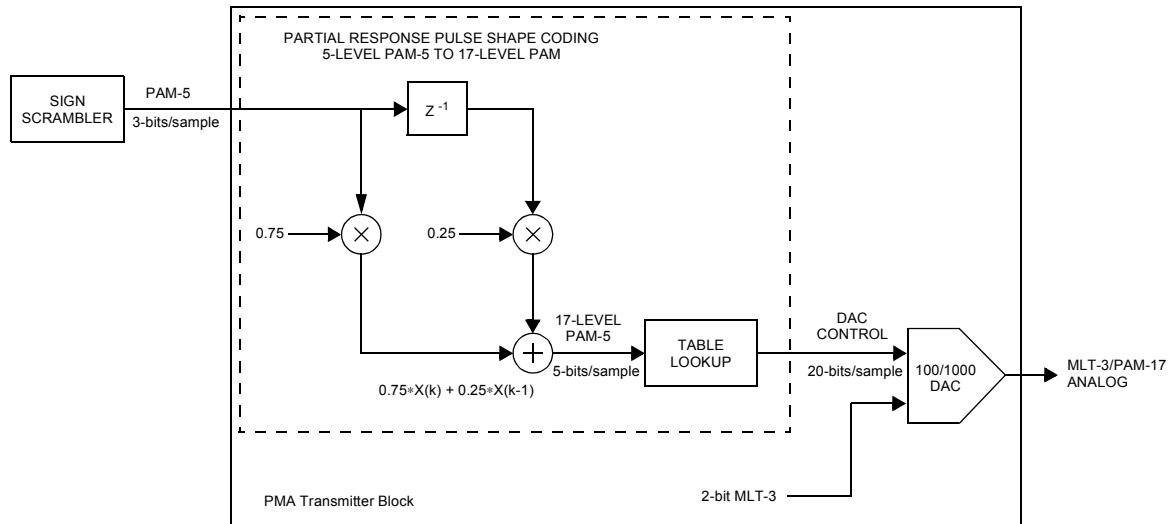 PARTIAL RESPONSE PULSE SHAPE CODING
5-LEVEL PAM-5 TO 17-LEVEL PAM
SIGN
SCRAMBLER
PAM-5
3-bits/sample
Z -1
0.75
×
0.25
×
17-LEVEL
PAM-5
5-bits/sample
+
0.75*X(k) + 0.25*X(k-1)
TABLE
LOOKUP
DAC
CONTROL
20-bits/sample
100/1000
DAC
MLT-3/PAM-17
ANALOG
2-bit MLT-3
PMA Transmitter Block